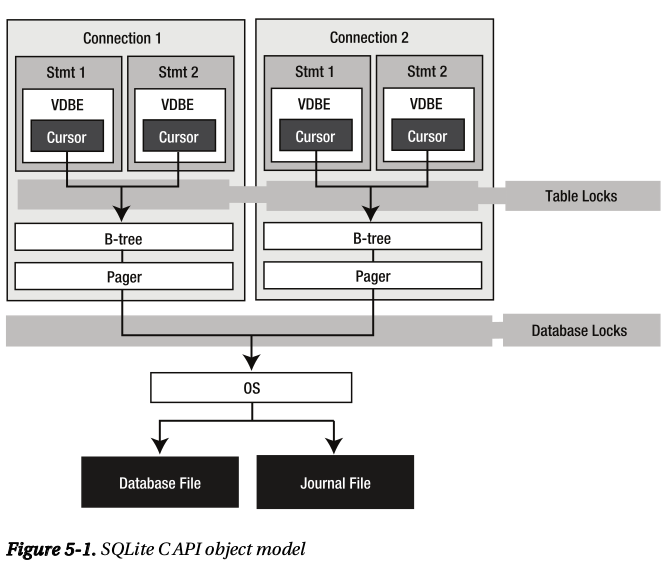 Connection 1
Connection 2
Stmt 1
Stmt 2
Stmt 1
Stmt 2
VDBE
VDBE
VDBE
VDBE
Cursor
Cursor
Cursor
Cursor
Table Locks
B-tree
B-tree
Pager
Pager
Database Locks
OS
Database File
Journal File
Figure 5-1. SQLite C API object model